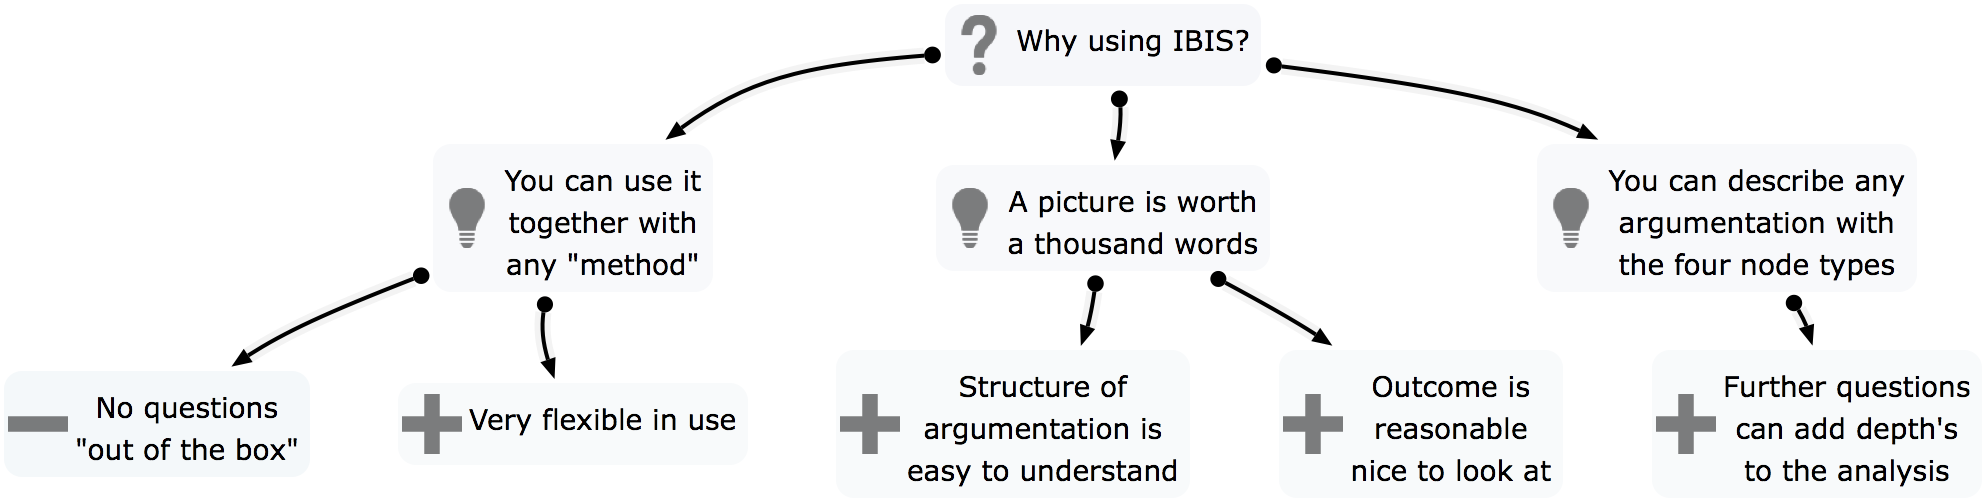 Why using IBIS?
You can use it
together with
any "method"
A picture is worth
a thousand words
You can describe any
argumentation with
the four node types
No questions
"out of the box"
Very flexible in use
Structure of
argumentation is
easy to understand
Outcome is
reasonable
nice to look at
Further questions
can add depth's
to the analysis